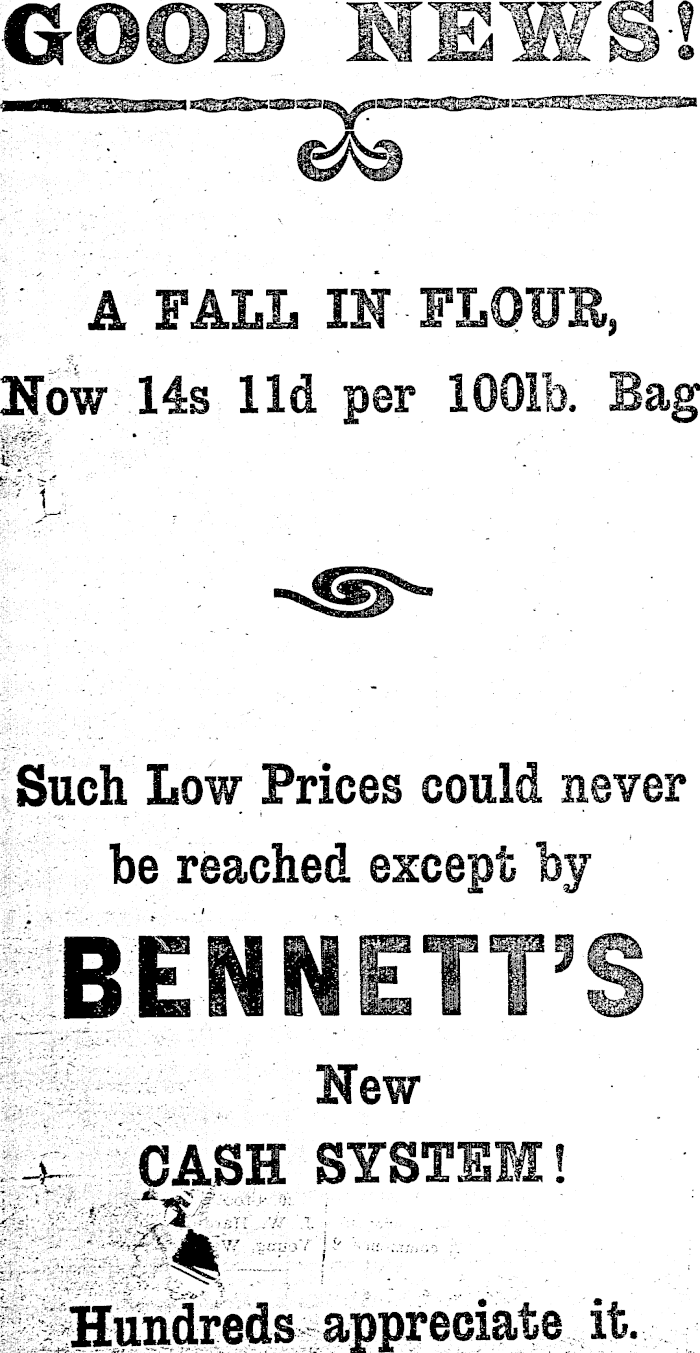 GOOD NEWS!
A FALL IN FLOUR,
Now 14s 11d per 100lb. Bag
Such Low Prices could never
be reached except by
BENNETT'S
New
CASH SYSTEM!
Hundreds appreciate it.